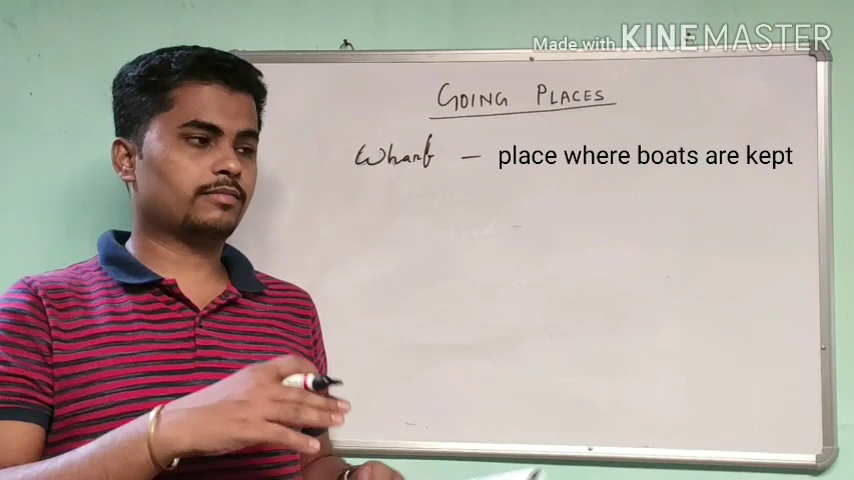 Made with KINEMASTER
GOING PLACES
Wharf — place where boats are kept